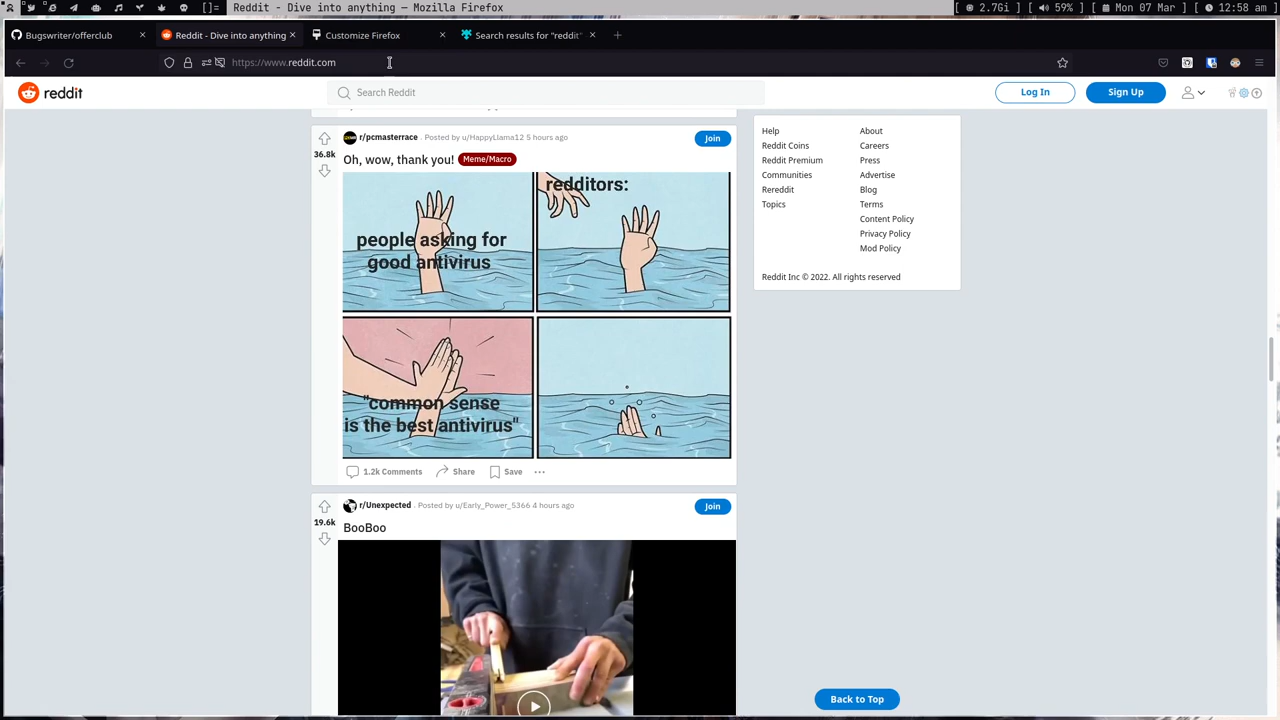 []= Reddit - Dive into anything — Mozilla Firefox [ 2.76i ] [ 59% ] [ Mon 07 Mar ] [ 12:58 am ]
Bugswriter/offerclub × Reddit - Dive into anything × Customize Firefox × Search results for "reddit" × +
https://www.reddit.com
reddit Search Reddit Log In Sign Up
r/pcmasterrace · Posted by u/HappyLlama12 5 hours ago Join
36.8k
Oh, wow, thank you! Meme/Macro
people asking for
good antivirus
redditors:
"common sense
is the best antivirus"
1.2k Comments Share Save ...
r/Unexpected · Posted by u/Early_Power_5366 4 hours ago Join
19.6k
BooBoo
Help
Reddit Coins
Reddit Premium
Communities
Rereddit
Topics
About
Careers
Press
Advertise
Blog
Terms
Content Policy
Privacy Policy
Mod Policy
Reddit Inc © 2022. All rights reserved
Back to Top